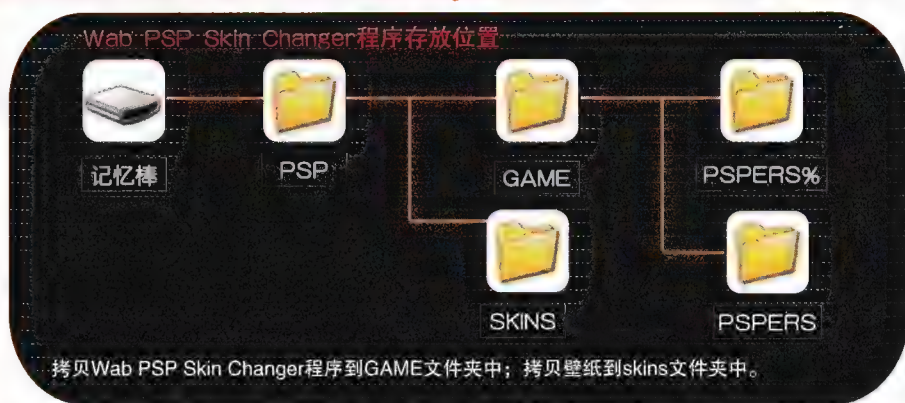 Wab PSP Skin Changer程序存放位置
记忆棒
PSP
GAME
PSPERS%
SKINS
PSPERS
拷贝Wab PSP Skin Changer程序到GAME文件夹中；拷贝壁纸到skins文件夹中。